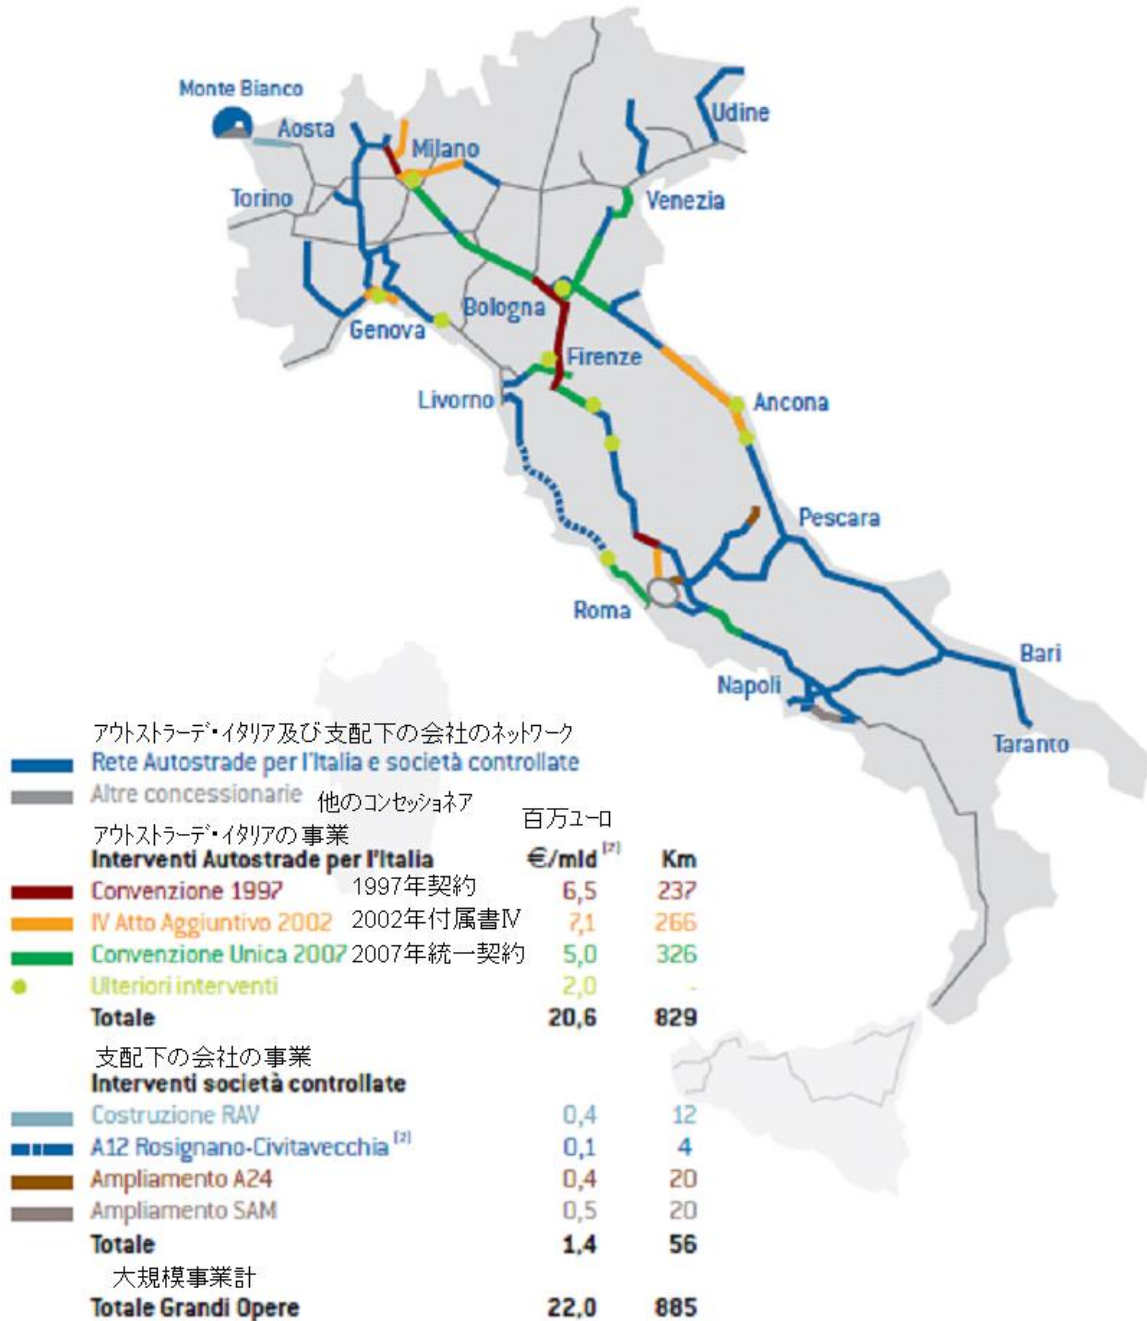 Monte Bianco
Udine
Aosta
Milano
Torino
Venezia
Bologna
Genova
Firenze
Livorno
Ancona
Pescara
Roma
Bari
Napoli
Taranto
アウトストラーデ・イタリア及び支配下の会社のネットワーク
Rete Autostrade per l'Italia e società controllate
Altre concessionarie 他のコンセッショネア
アウトストラーデ・イタリアの事業 百万ユーロ
Interventi Autostrade per l'Italia €/mld [2] Km
Convenzione 1997 1997年契約 6,5 237
IV Atto Aggiuntivo 2002 2002年付属書Ⅳ 7,1 266
Convenzione Unica 2007 2007年統一契約 5,0 326
Ulteriori interventi 2,0 -
Totale 20,6 829
支配下の会社の事業
Interventi società controllate
Costruzione RAV 0,4 12
A12 Rosignano-Civitavecchia [2] 0,1 4
Ampliamento A24 0,4 20
Ampliamento SAM 0,5 20
Totale 1,4 56
大規模事業計
Totale Grandi Opere 22,0 885